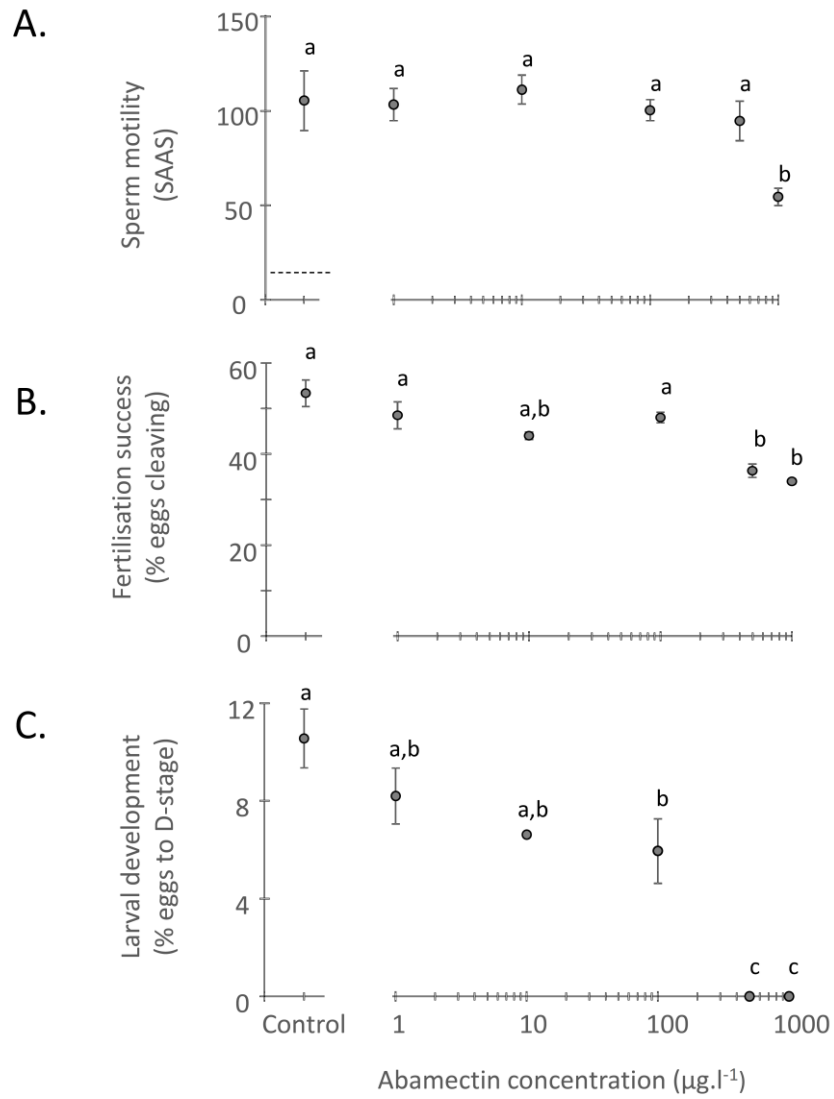 A.
Sperm motility
(SAAS)
150
100
50
0
a
a
a
a
a
b
B.
Fertilisation success
(% eggs cleaving)
60
40
20
0
a
a
a,b
a
b
b
C.
Larval development
(% eggs to D-stage)
12
8
4
0
a
a,b
a,b
b
c
c
Control
1
10
100
1000
Abamectin concentration (µg.l⁻¹)